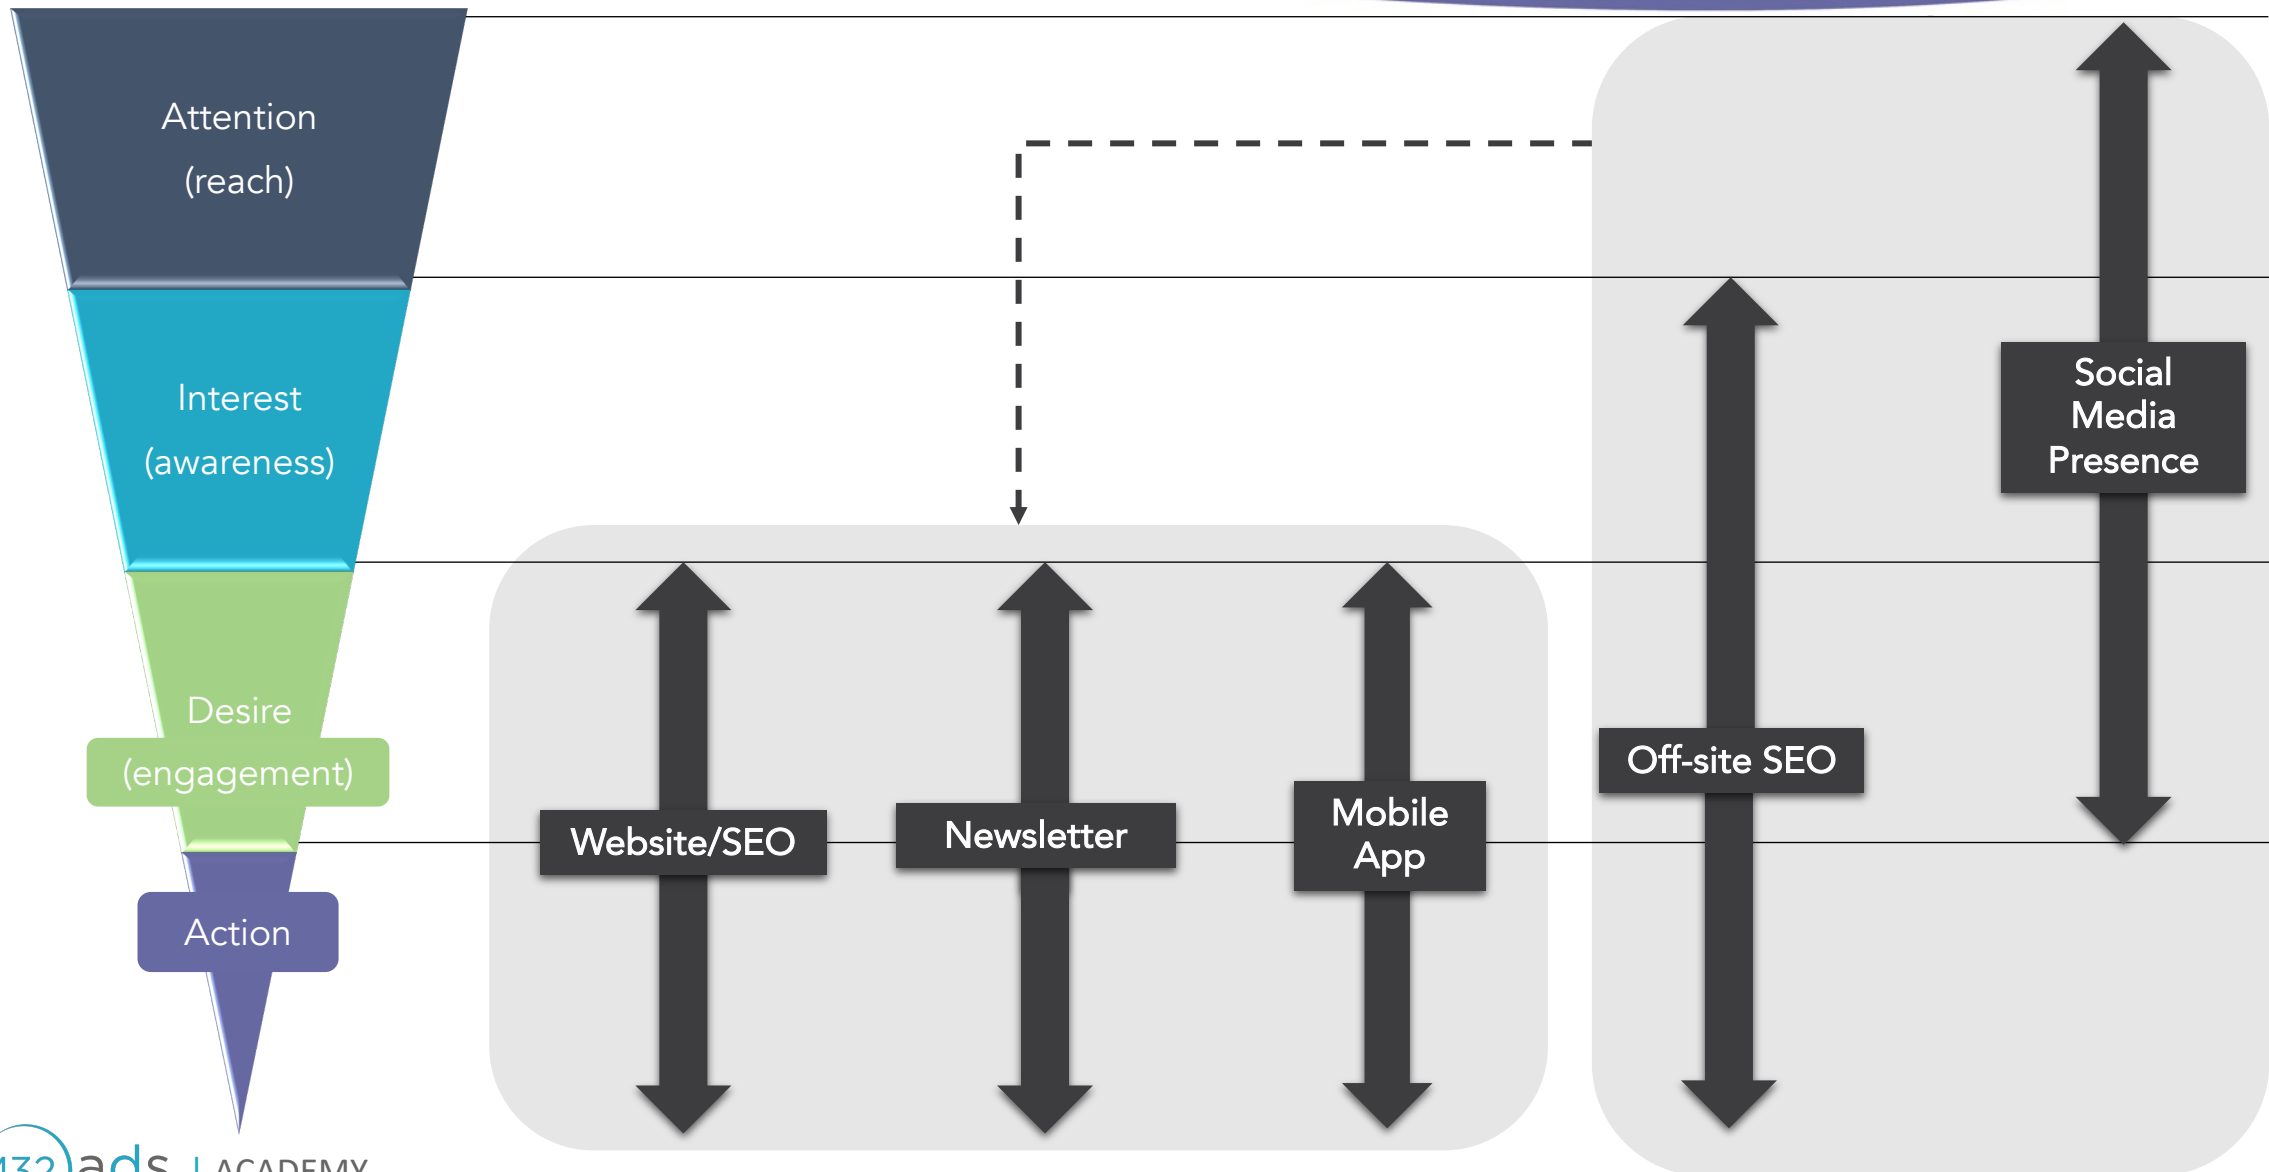 Attention
(reach)
Interest
(awareness)
Desire
(engagement)
Action
Website/SEO
Newsletter
Mobile
App
Off-site SEO
Social
Media
Presence
ads | ACADEMY